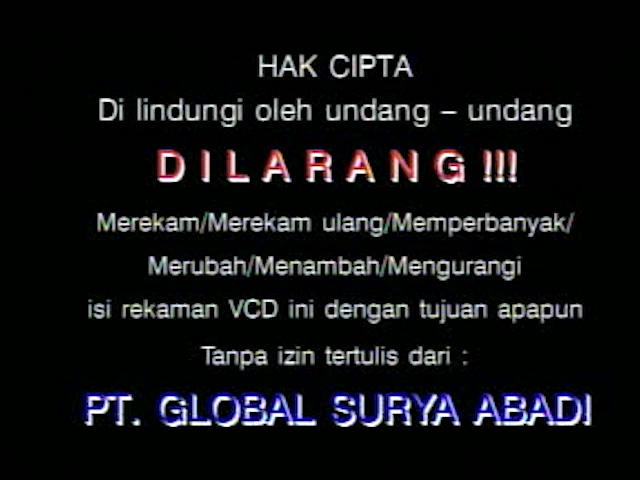 HAK CIPTA
Di lindungi oleh undang – undang
D I L A R A N G !!!
Merekam/Merekam ulang/Memperbanyak/
Merubah/Menambah/Mengurangi
isi rekaman VCD ini dengan tujuan apapun
Tanpa izin tertulis dari :
PT. GLOBAL SURYA ABADI